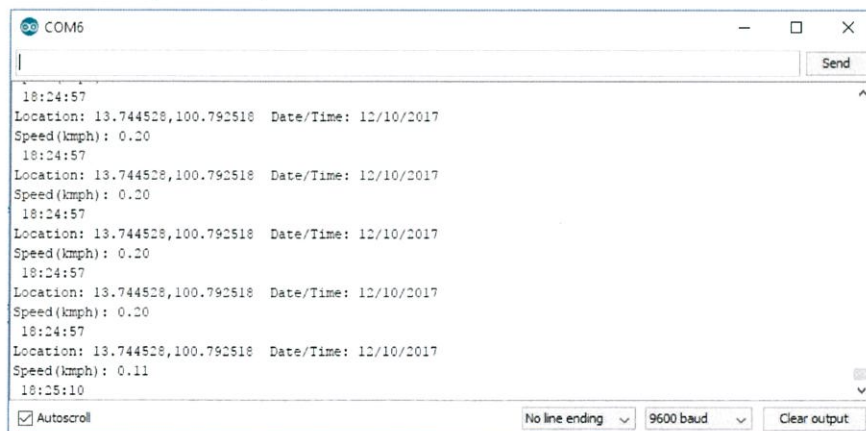 COM6
Send
18:24:57
Location: 13.744528,100.792518 Date/Time: 12/10/2017
Speed(kmph): 0.20
18:24:57
Location: 13.744528,100.792518 Date/Time: 12/10/2017
Speed(kmph): 0.20
18:24:57
Location: 13.744528,100.792518 Date/Time: 12/10/2017
Speed(kmph): 0.20
18:24:57
Location: 13.744528,100.792518 Date/Time: 12/10/2017
Speed(kmph): 0.20
18:24:57
Location: 13.744528,100.792518 Date/Time: 12/10/2017
Speed(kmph): 0.11
18:25:10
Autoscroll No line ending 9600 baud Clear output